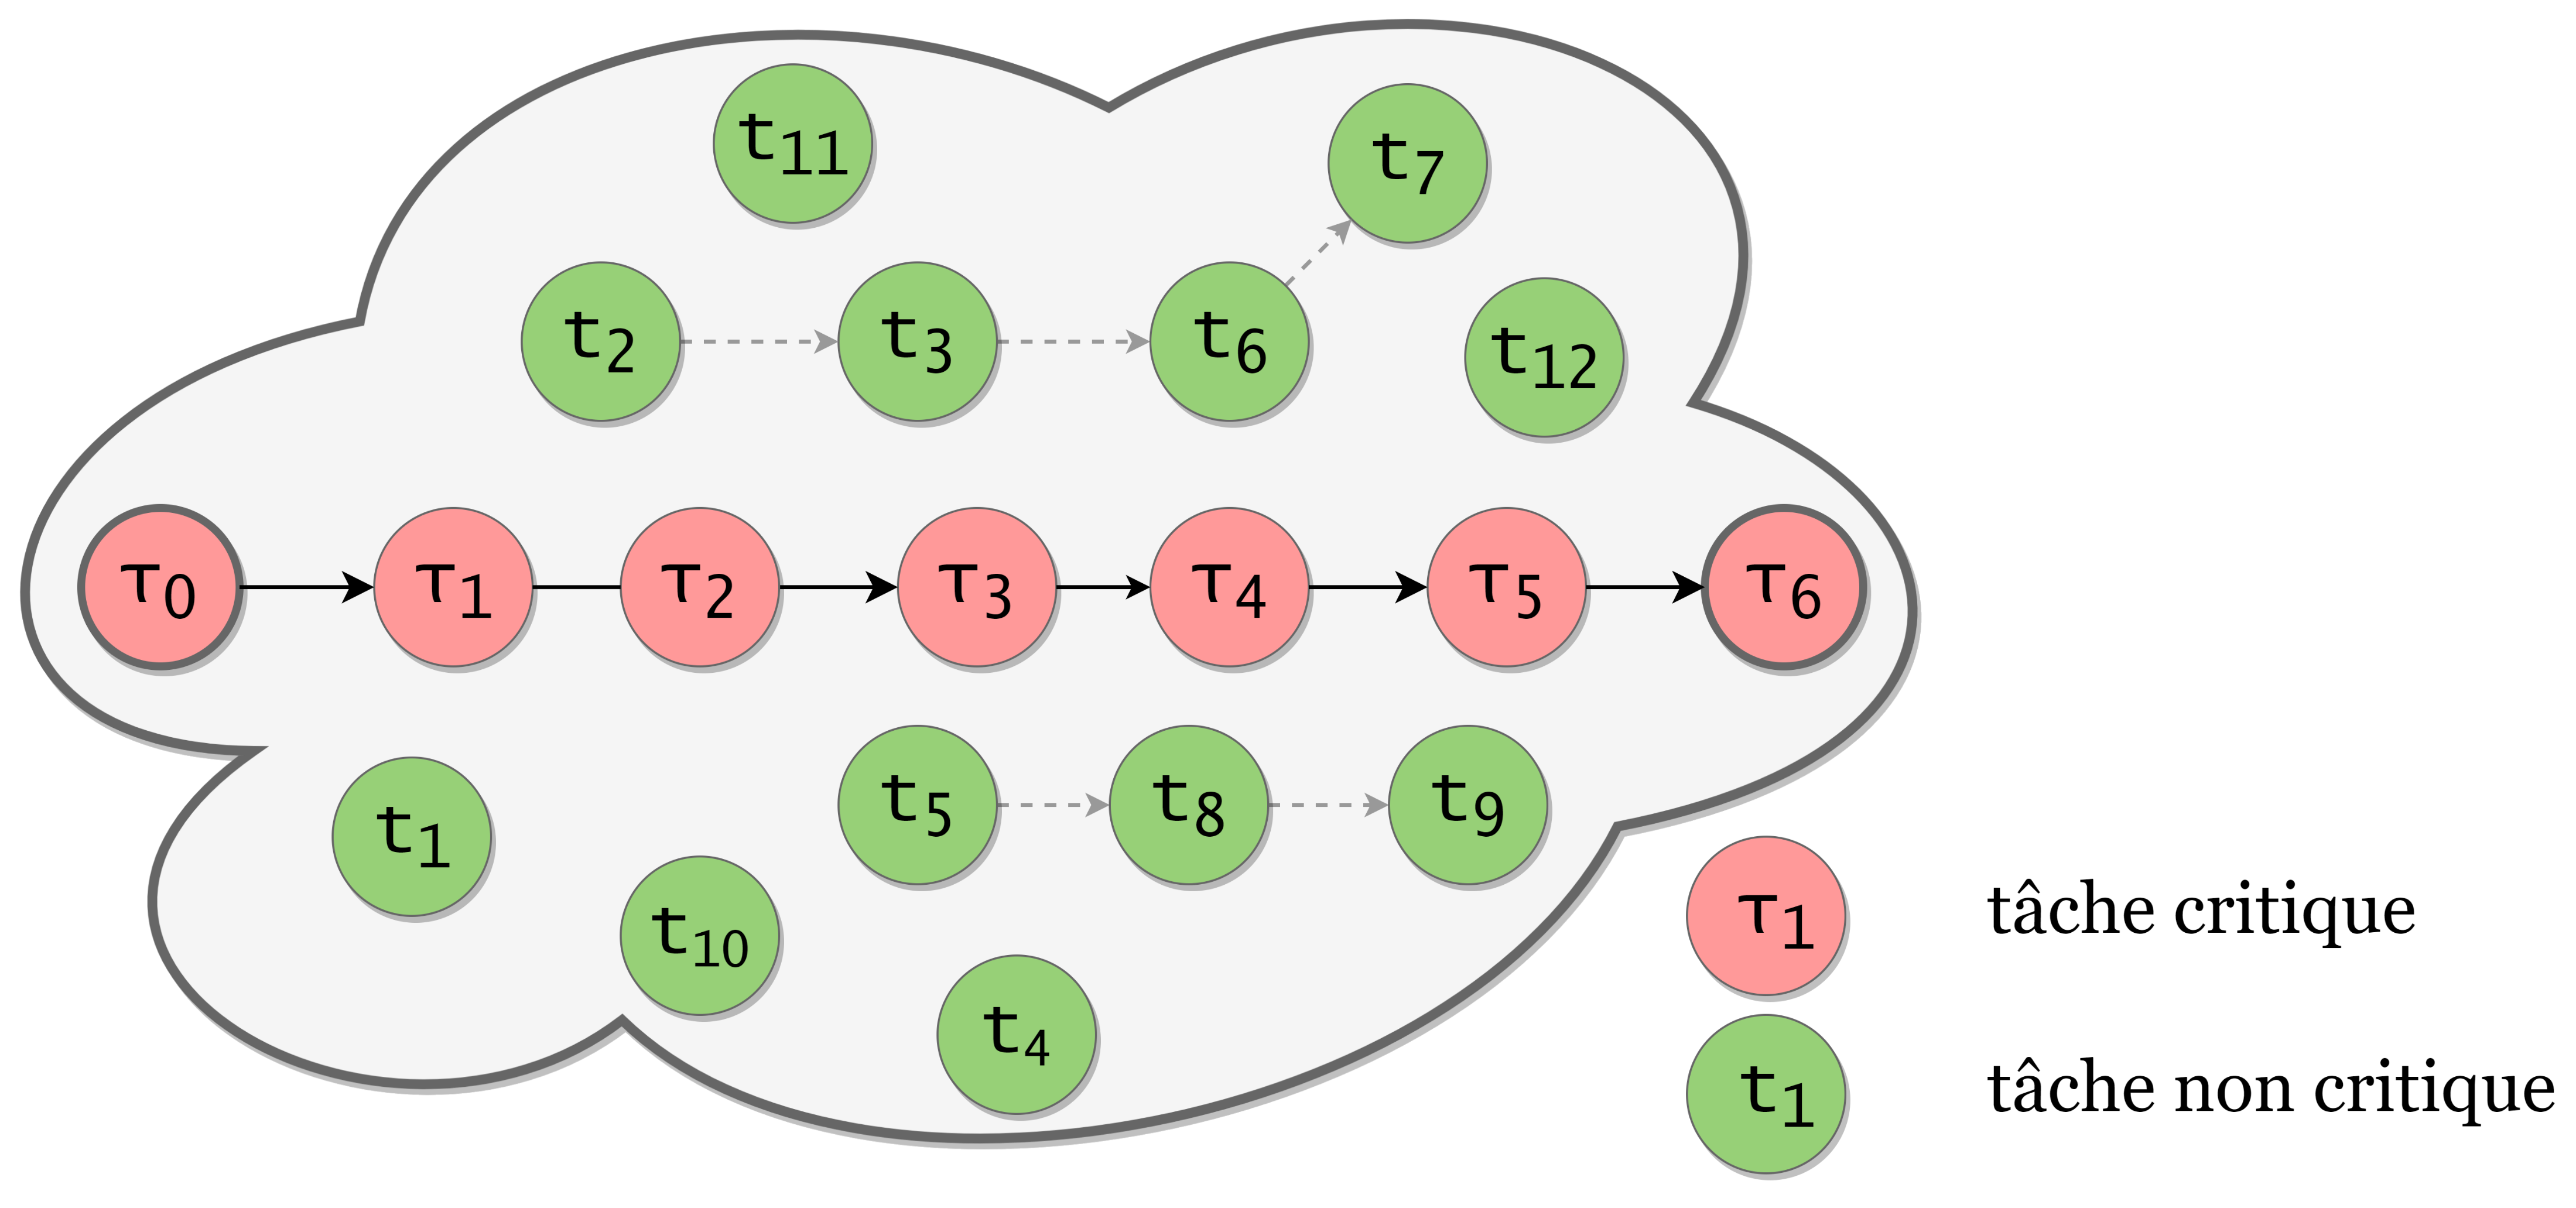 t11
t7
t2
t3
t6
t12
τ0
τ1
τ2
τ3
τ4
τ5
τ6
t5
t8
t9
t1
t10
t4
τ1 tâche critique
t1 tâche non critique